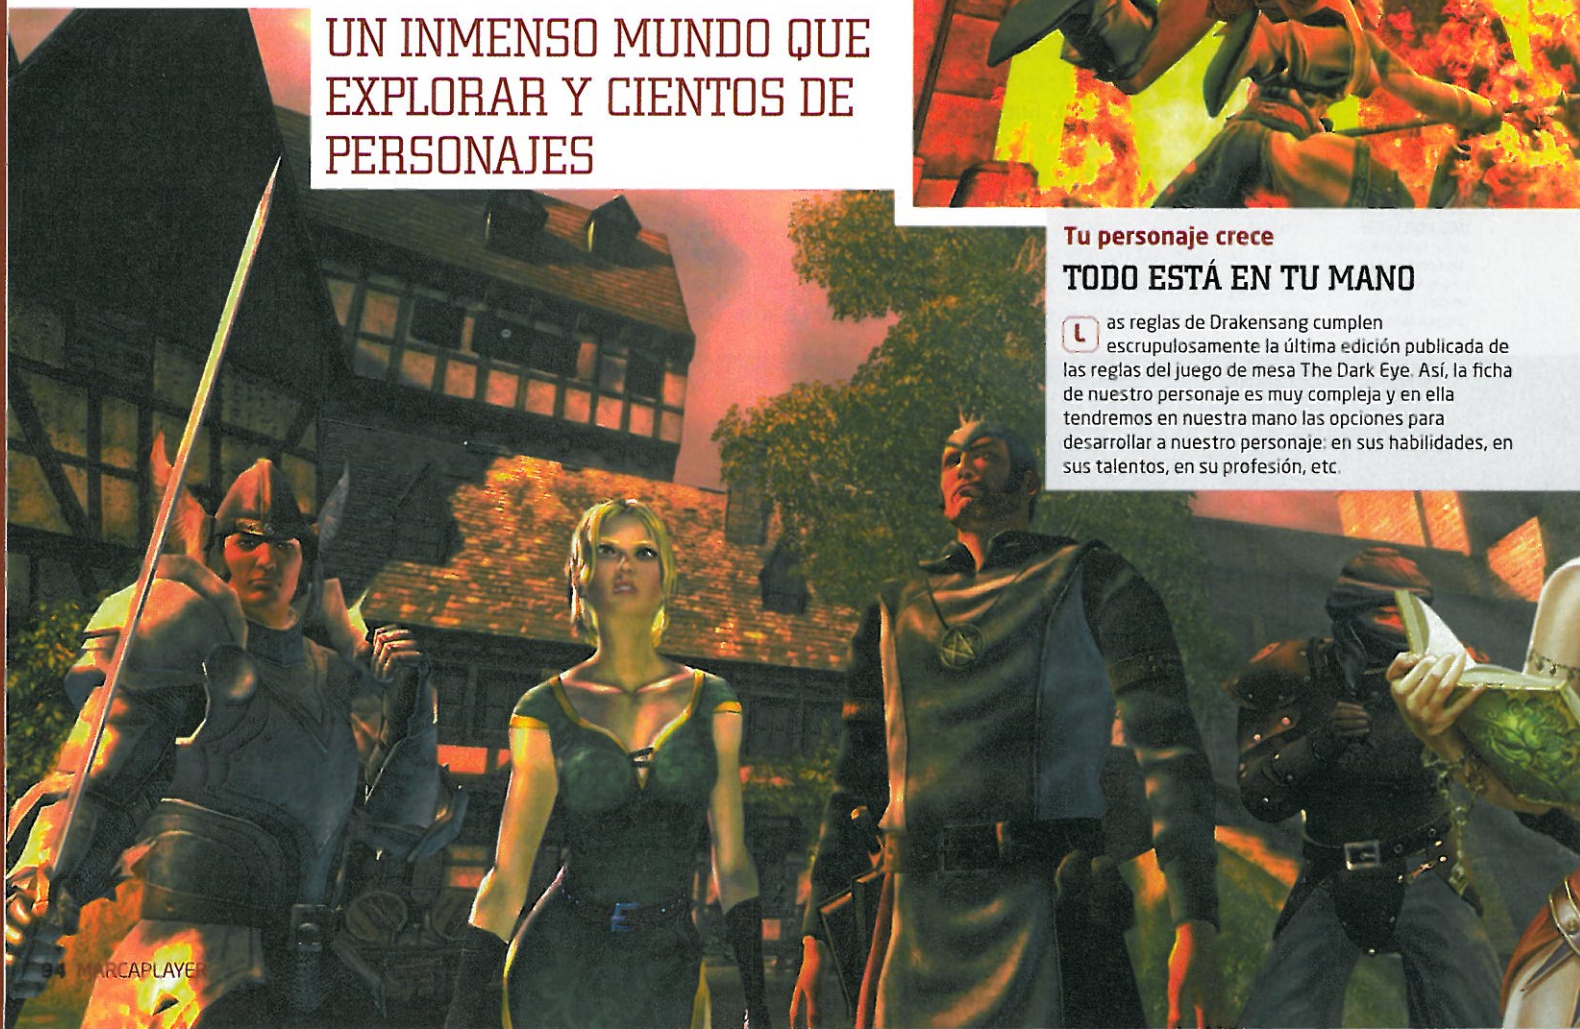 UN INMENSO MUNDO QUE
EXPLORAR Y CIENTOS DE
PERSONAJES
Tu personaje crece
TODO ESTÁ EN TU MANO
Las reglas de Drakensang cumplen
escrupulosamente la última edición publicada de
las reglas del juego de mesa The Dark Eye. Así, la ficha
de nuestro personaje es muy compleja y en ella
tendremos en nuestra mano las opciones para
desarrollar a nuestro personaje: en sus habilidades, en
sus talentos, en su profesión, etc.
94 MARCAPLAYER